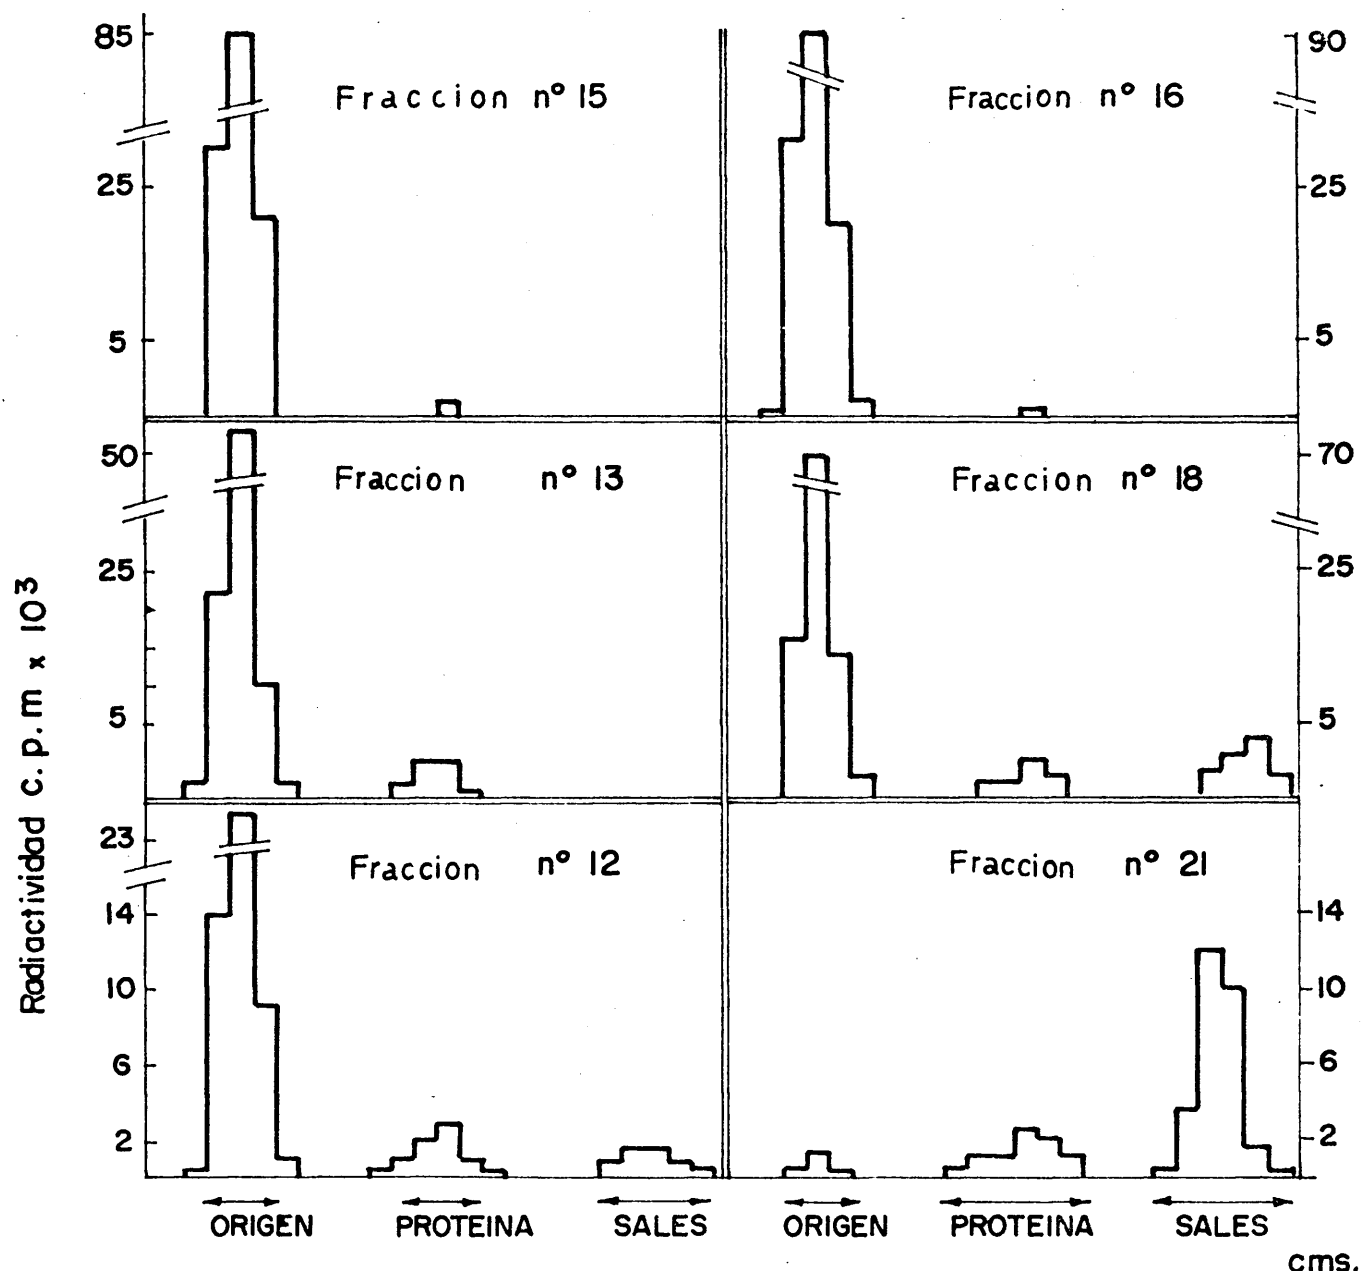 85
Fraccion nº 15
25
5
Fraccion nº 16
90
25
5
50
Fraccion nº 13
25
5
Fraccion nº 18
70
25
5
23
Fraccion nº 12
14
10
6
2
Fraccion nº 21
14
10
6
2
Radiactividad c.p.m x 10³
ORIGEN PROTEINA SALES
ORIGEN PROTEINA SALES
cms.